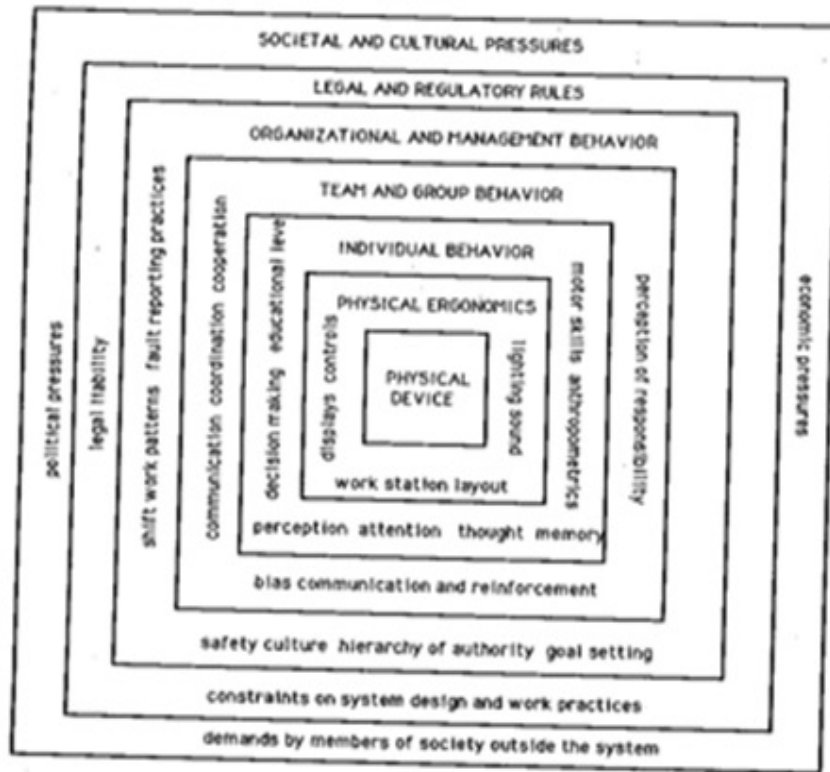 SOCIETAL AND CULTURAL PRESSURES
LEGAL AND REGULATORY RULES
ORGANIZATIONAL AND MANAGEMENT BEHAVIOR
TEAM AND GROUP BEHAVIOR
INDIVIDUAL BEHAVIOR
PHYSICAL ERGONOMICS
PHYSICAL
DEVICE
political pressures
legal liability
shift work patterns fault reporting practices
communication coordination cooperation
decision making educational leve
displays controls
lighting sound
motor skills anthropometrics
perception of responsibility
economic pressures
work station layout
perception attention thought memory
bias communication and reinforcement
safety culture hierarchy of authority goal setting
constraints on system design and work practices
demands by members of society outside the system